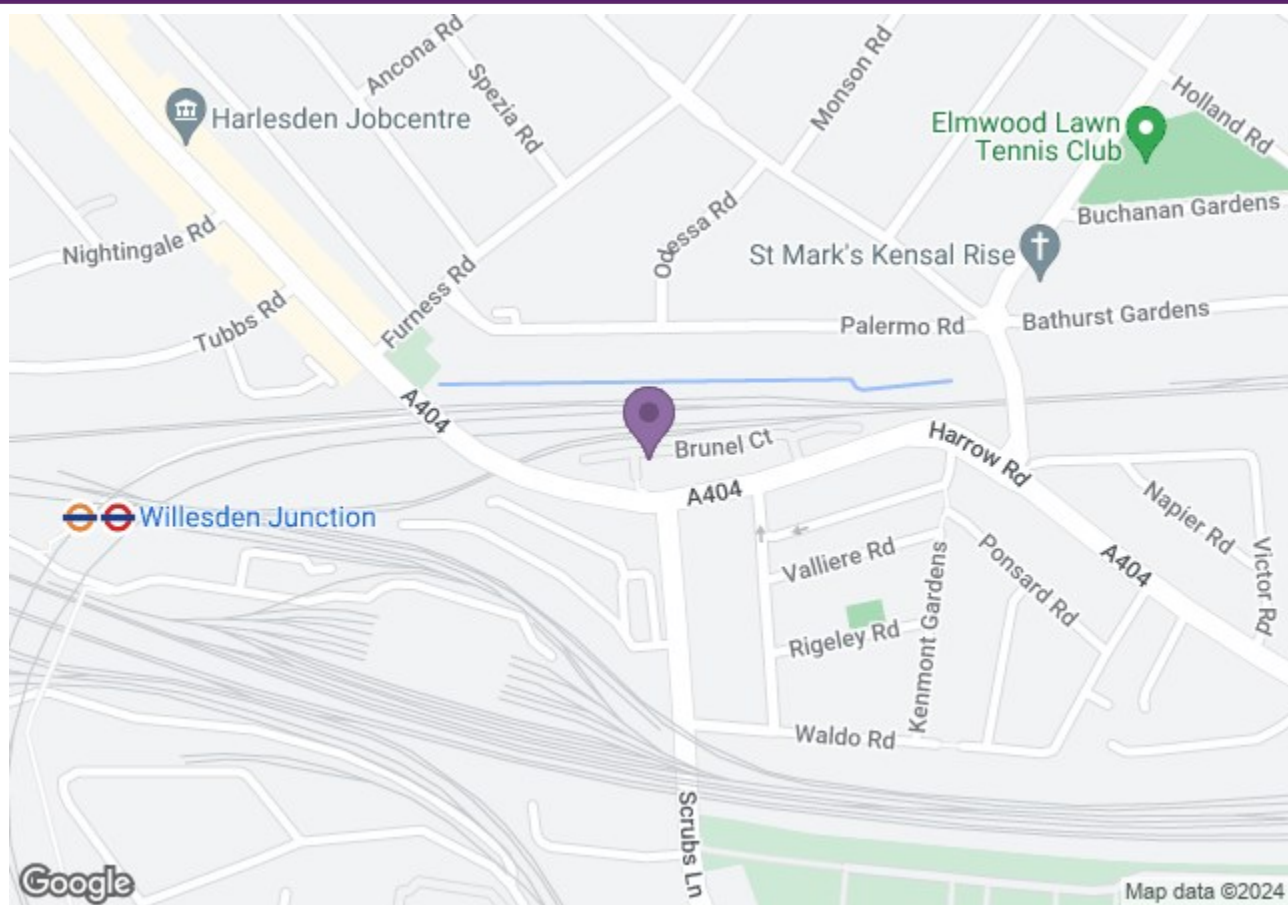 Ancona Rd
Spezia Rd
Monson Rd
Holland Rd
Harlesden Jobcentre
Elmwood Lawn
Tennis Club
Buchanan Gardens
Nightingale Rd
Odessa Rd
St Mark's Kensal Rise
Furness Rd
Tubbs Rd
Palermo Rd
Bathurst Gardens
A404
Brunel Ct
Harrow Rd
A404
Willesden Junction
Napier Rd
Valliere Rd
Ponsard Rd
A404
Victor Rd
Rigeley Rd
Kenmont Gardens
Waldo Rd
Scrubs Ln
Google
Map data ©2024